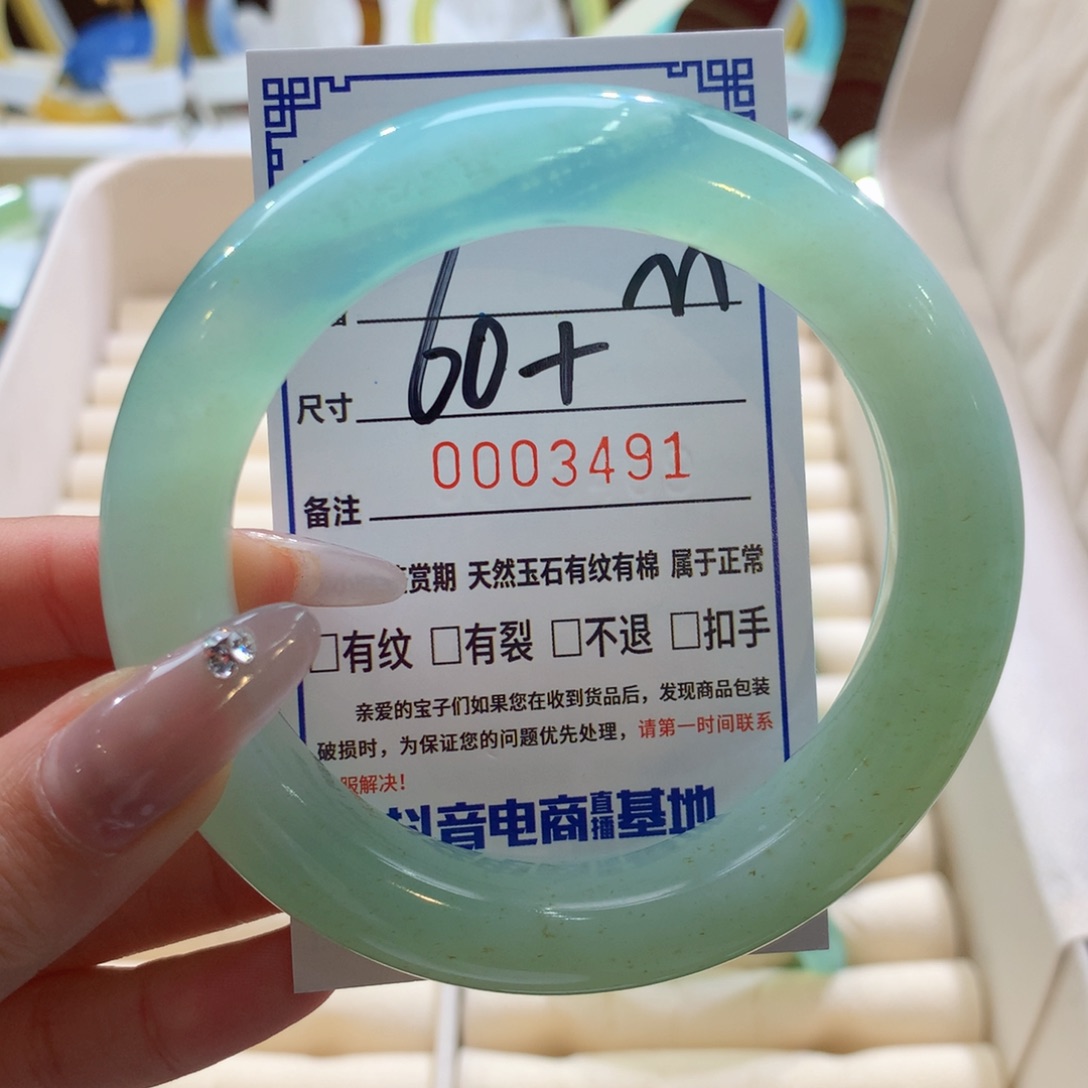 尺寸 60+
0003491
备注
赏期 天然玉石有纹有棉 属于正常
□有纹 □有裂 □不退 □扣手
亲爱的宝子们如果您在收到货品后，发现商品包装
破损时，为保证您的问题优先处理，请第一时间联系
服解决！
抖音电商直播基地